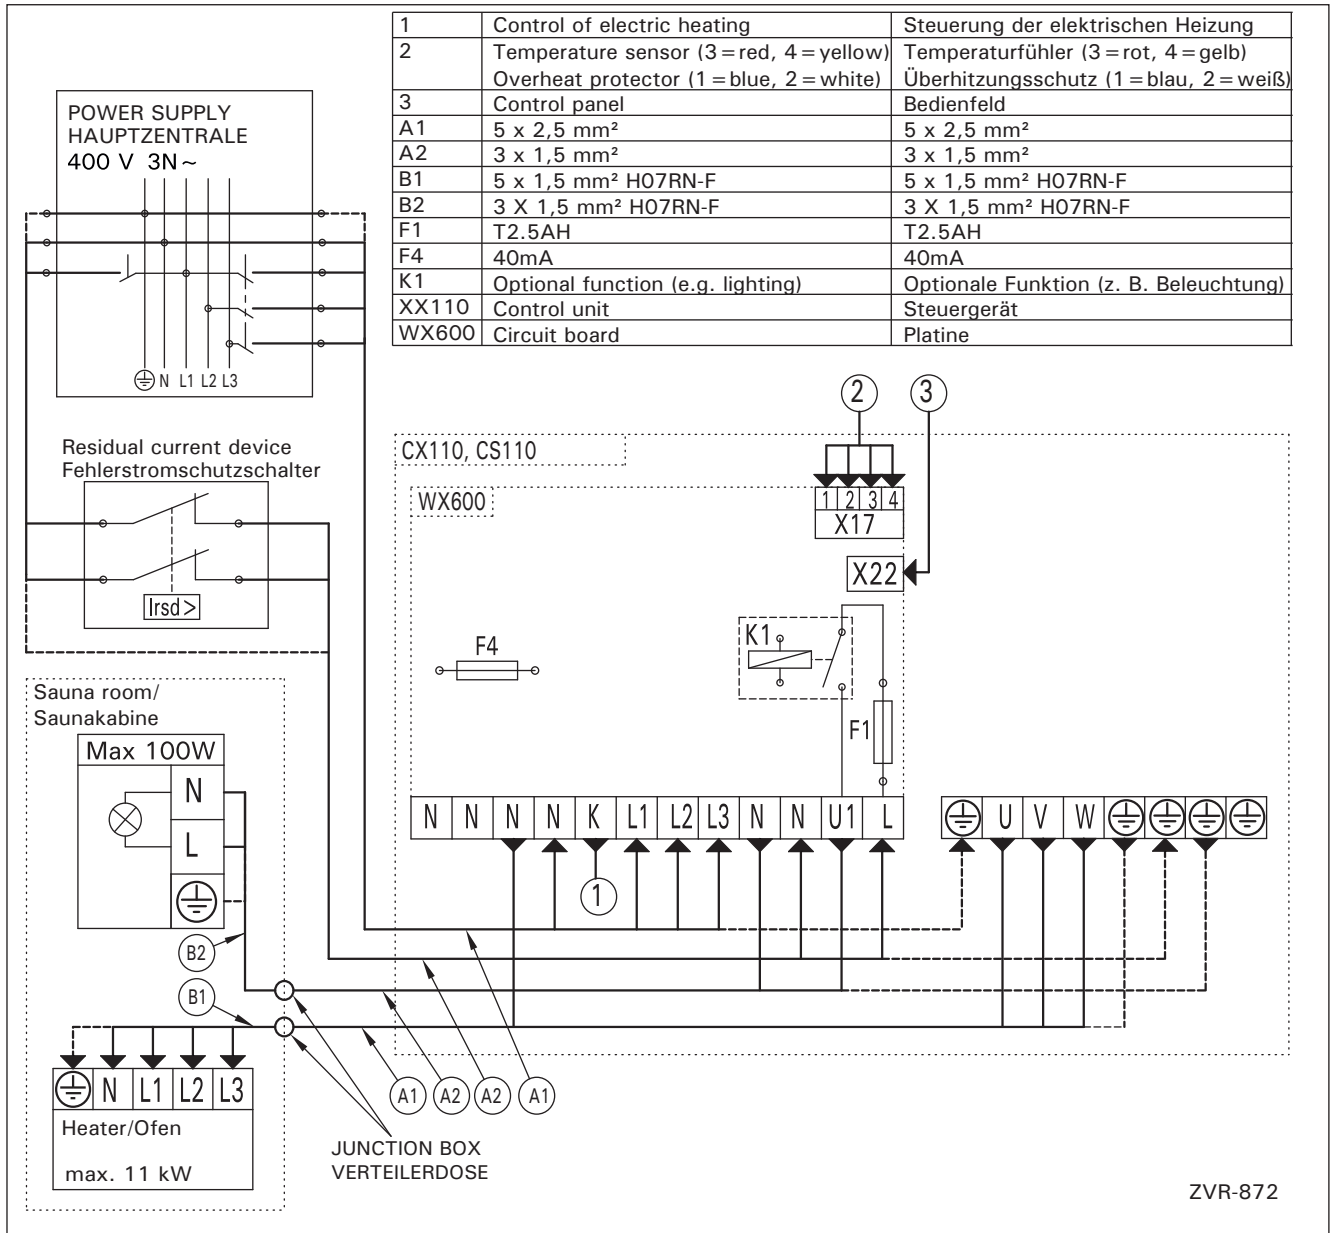 1 Control of electric heating Steuerung der elektrischen Heizung
2 Temperature sensor (3=red, 4=yellow) Temperaturfühler (3=rot, 4=gelb)
Overheat protector (1=blue, 2=white) Überhitzungsschutz (1=blau, 2=weiß)
3 Control panel Bedienfeld
A1 5 x 2,5 mm² 5 x 2,5 mm²
A2 3 x 1,5 mm² 3 x 1,5 mm²
B1 5 x 1,5 mm² H07RN-F 5 x 1,5 mm² H07RN-F
B2 3 X 1,5 mm² H07RN-F 3 X 1,5 mm² H07RN-F
F1 T2.5AH T2.5AH
F4 40mA 40mA
K1 Optional function (e.g. lighting) Optionale Funktion (z. B. Beleuchtung)
XX110 Control unit Steuergerät
WX600 Circuit board Platine
POWER SUPPLY
HAUPTZENTRALE
400 V 3N~
N L1 L2 L3
Residual current device
Fehlerstromschutzschalter
Irsd>
2 3
CX110, CS110
WX600
1 2 3 4
X17
X22
K1
F4
F1
N N N N K L1 L2 L3 N N U1 L
U V W
1
Sauna room/
Saunakabine
Max 100W
N
L
B2
B1
N L1 L2 L3
Heater/Ofen
max. 11 kW
A1 A2 A2 A1
JUNCTION BOX
VERTEILERDOSE
ZVR-872